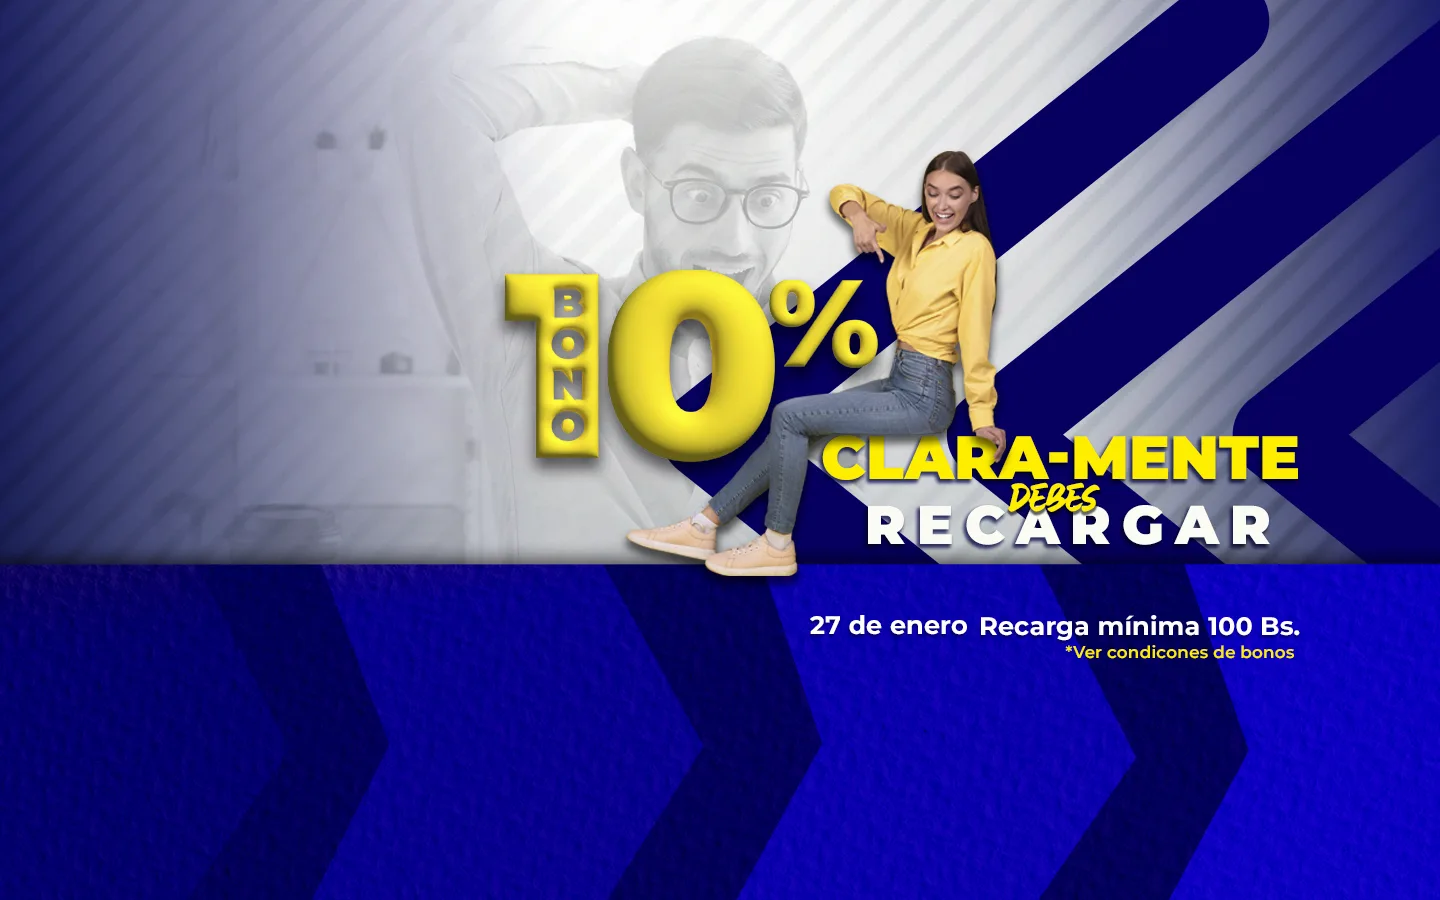 BONO
10%
CLARA-MENTE
DEBES
RECARGAR
27 de enero Recarga mínima 100 Bs.
*Ver condicones de bonos